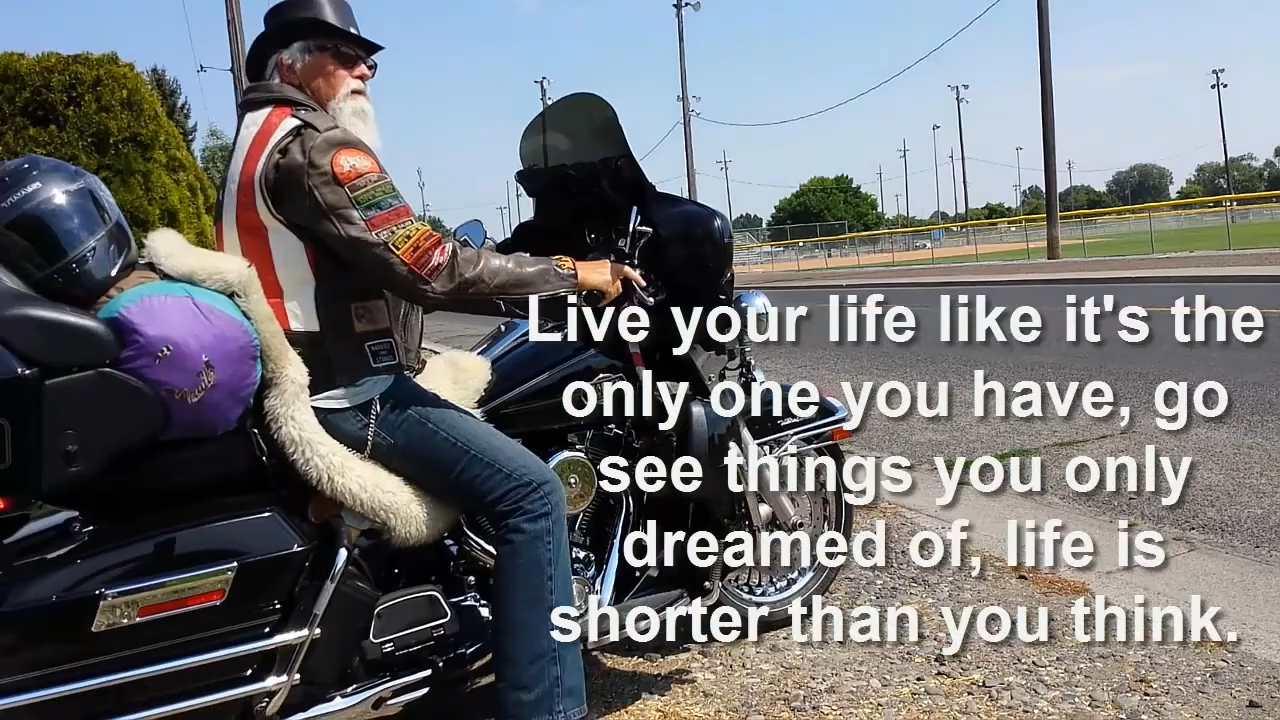 Live your life like it's the
only one you have, go
see things you only
dreamed of, life is
shorter than you think.